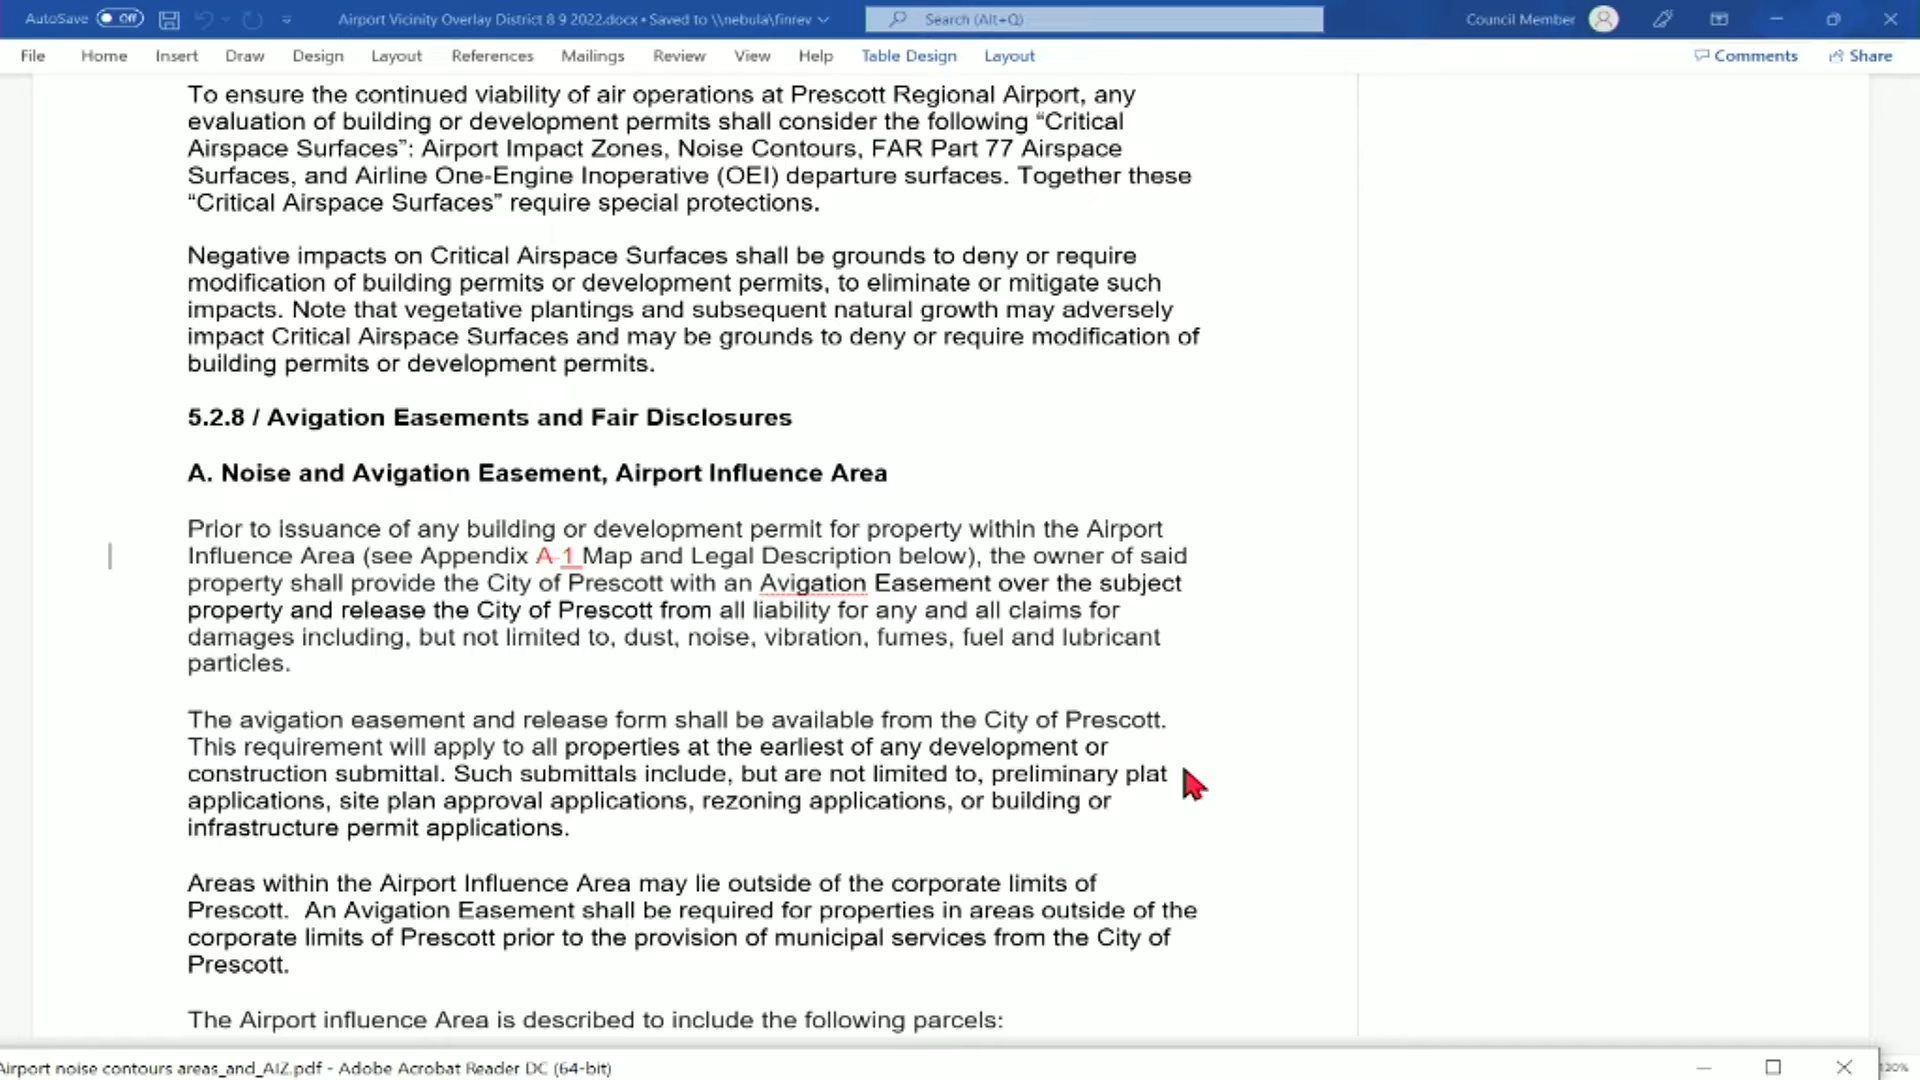 AutoSave Off Airport Vicinity Overlay District 8 9 2022.docx • Saved to \\nebula\finrev Search (Alt+Q) Council Member
File Home Insert Draw Design Layout References Mailings Review View Help Table Design Layout Comments Share
To ensure the continued viability of air operations at Prescott Regional Airport, any
evaluation of building or development permits shall consider the following “Critical
Airspace Surfaces”: Airport Impact Zones, Noise Contours, FAR Part 77 Airspace
Surfaces, and Airline One-Engine Inoperative (OEI) departure surfaces. Together these
“Critical Airspace Surfaces” require special protections.
Negative impacts on Critical Airspace Surfaces shall be grounds to deny or require
modification of building permits or development permits, to eliminate or mitigate such
impacts. Note that vegetative plantings and subsequent natural growth may adversely
impact Critical Airspace Surfaces and may be grounds to deny or require modification of
building permits or development permits.
5.2.8 / Avigation Easements and Fair Disclosures
A. Noise and Avigation Easement, Airport Influence Area
Prior to issuance of any building or development permit for property within the Airport
Influence Area (see Appendix A 1 Map and Legal Description below), the owner of said
property shall provide the City of Prescott with an Avigation Easement over the subject
property and release the City of Prescott from all liability for any and all claims for
damages including, but not limited to, dust, noise, vibration, fumes, fuel and lubricant
particles.
The avigation easement and release form shall be available from the City of Prescott.
This requirement will apply to all properties at the earliest of any development or
construction submittal. Such submittals include, but are not limited to, preliminary plat
applications, site plan approval applications, rezoning applications, or building or
infrastructure permit applications.
Areas within the Airport Influence Area may lie outside of the corporate limits of
Prescott.  An Avigation Easement shall be required for properties in areas outside of the
corporate limits of Prescott prior to the provision of municipal services from the City of
Prescott.
The Airport influence Area is described to include the following parcels:
Airport noise contours areas_and_AIZ.pdf - Adobe Acrobat Reader DC (64-bit)